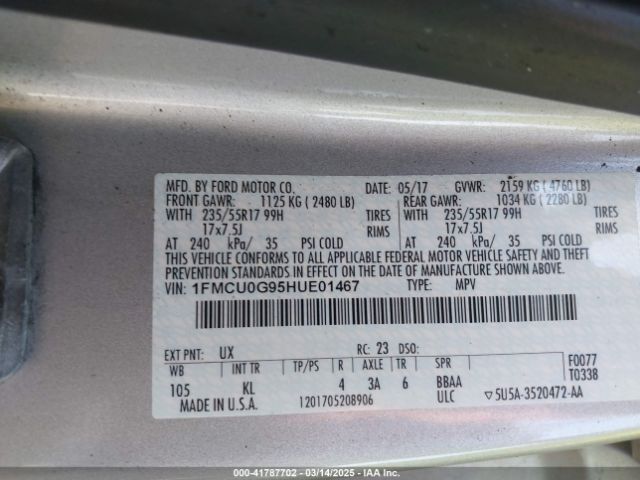 MFD. BY FORD MOTOR CO. DATE: 05/17 GVWR: 2159 KG ( 4760 LB)
FRONT GAWR: 1125 KG ( 2480 LB) REAR GAWR: 1034 KG ( 2280 LB)
WITH 235/55R17 99H TIRES WITH 235/55R17 99H TIRES
17x7.5J RIMS 17x7.5J RIMS
AT 240 kPa/ 35 PSI COLD AT 240 kPa/ 35 PSI COLD
THIS VEHICLE CONFORMS TO ALL APPLICABLE FEDERAL MOTOR VEHICLE SAFETY AND THEFT
PREVENTION STANDARDS IN EFFECT ON THE DATE OF MANUFACTURE SHOWN ABOVE.
VIN: 1FMCU0G95HUE01467 TYPE: MPV
EXT PNT: UX RC: 23 DSO: F0077
WB INT TR TP/PS R AXLE TR SPR T0338
105 KL 4 3A 6 BBAA
MADE IN U.S.A. 1201705208906 ULC ▽5U5A-3520472-AA
000-41787702 - 03/14/2025 - IAA Inc.